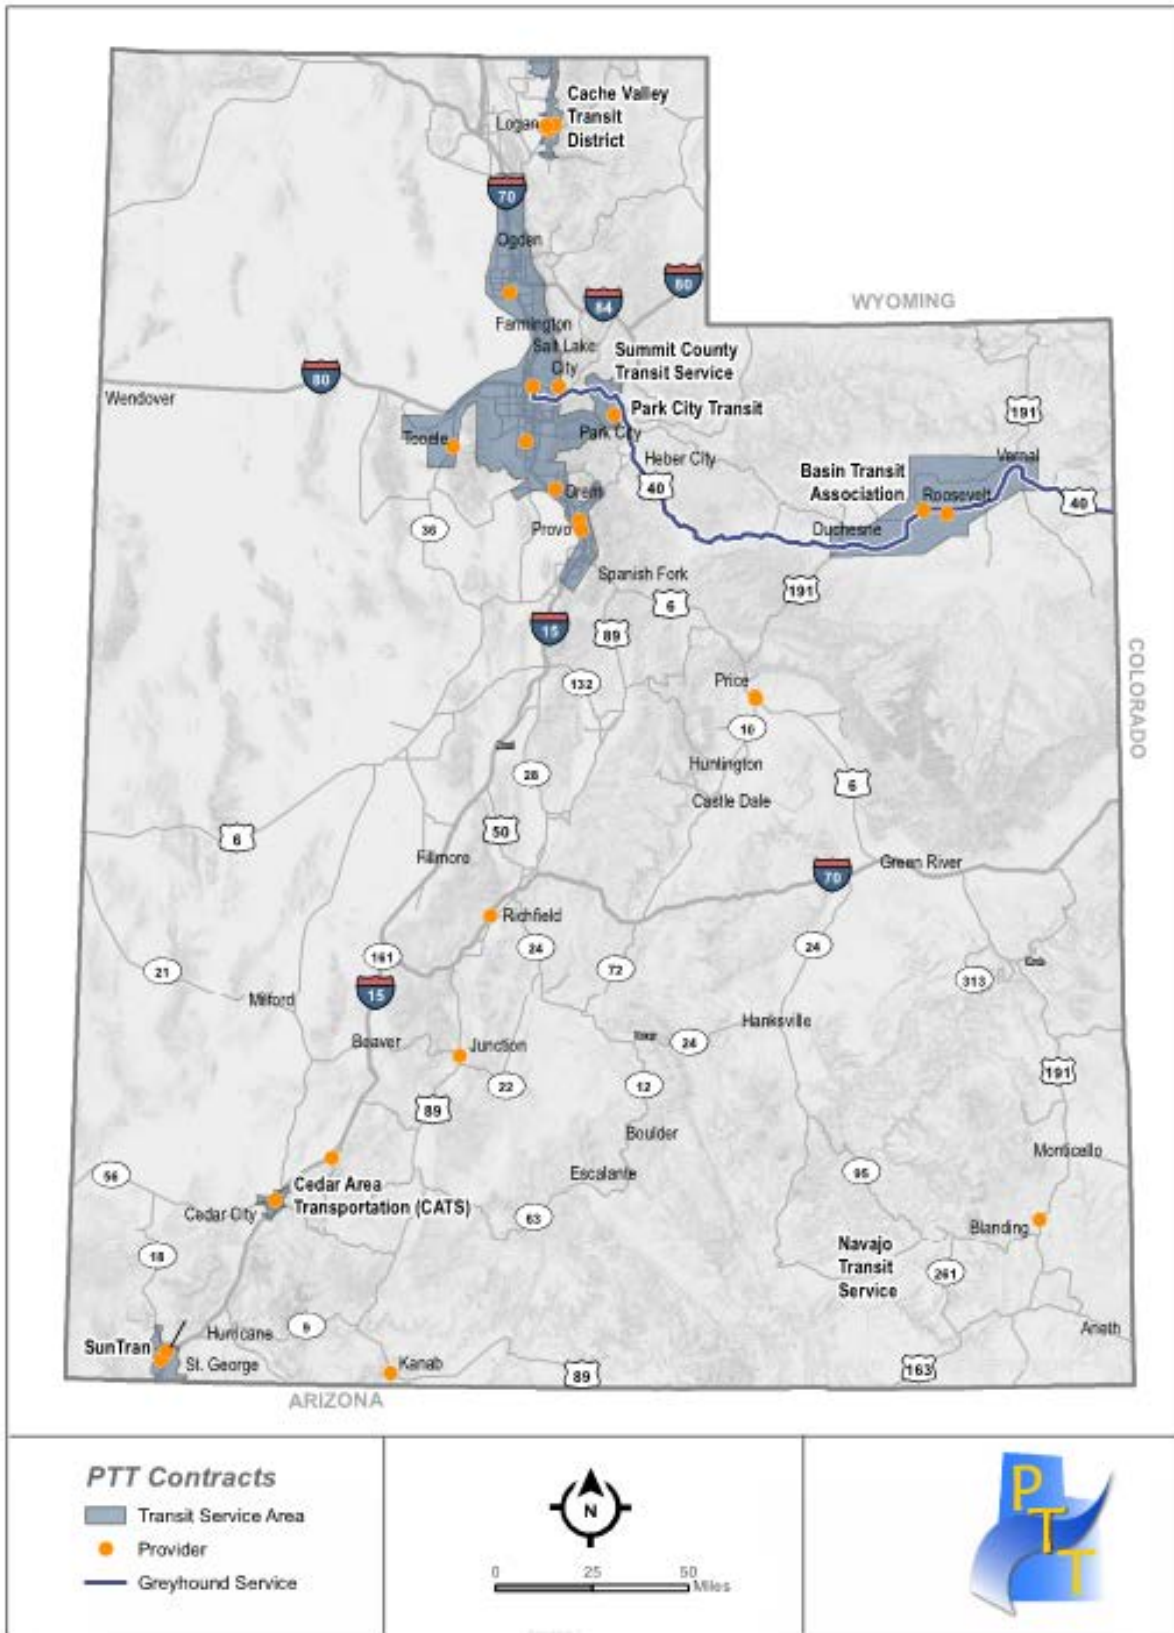 Cache Valley
Transit
District
Logan
70
Ogden
80
84
WYOMING
Farmington
Salt Lake
City
Summit County
Transit Service
80
Wendover
Park City Transit
191
Tooele
Park City
Heber City
Vernal
Basin Transit
Association
40
Roosevelt
40
Orem
36
Provo
Duchesne
Spanish Fork
191
6
15
89
COLORADO
132
Price
10
28
Huntington
6
Castle Dale
50
6
Fillmore
Green River
70
Richfield
24
24
161
72
21
313
15
Milford
Hanksville
24
Beaver
Junction
191
22
12
89
Boulder
Monticello
56
Escalante
95
Cedar Area
Transportation (CATS)
Cedar City
63
Blanding
Navajo
Transit
Service
18
261
Hurricane
9
Aneth
SunTran
St. George
Kanab
163
89
ARIZONA
PTT Contracts
Transit Service Area
Provider
Greyhound Service
N
0 25 50
Miles
P
T
T